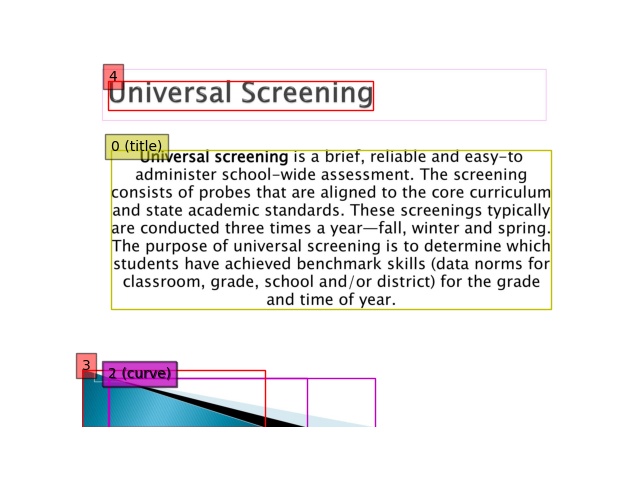 4
Universal Screening
0 (title)
Universal screening is a brief, reliable and easy-to
administer school-wide assessment. The screening
consists of probes that are aligned to the core curriculum
and state academic standards. These screenings typically
are conducted three times a year—fall, winter and spring.
The purpose of universal screening is to determine which
students have achieved benchmark skills (data norms for
classroom, grade, school and/or district) for the grade
and time of year.
3
2 (curve)